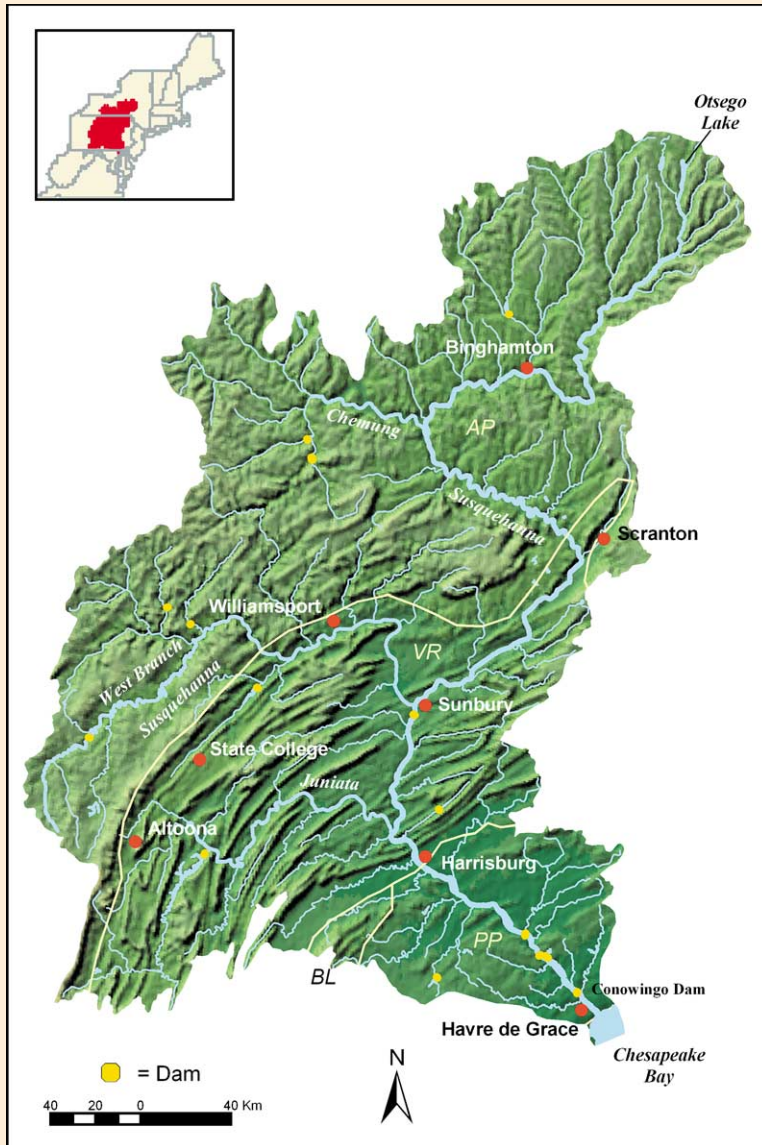 Otsego
Lake
Binghamton
Chemung
AP
Susquehanna
Scranton
Williamsport
West Branch
Susquehanna
VR
Sunbury
State College
Juniata
Altoona
Harrisburg
PP
BL
Conowingo Dam
Havre de Grace
Chesapeake
Bay
N
= Dam
40 20 0 40 Km